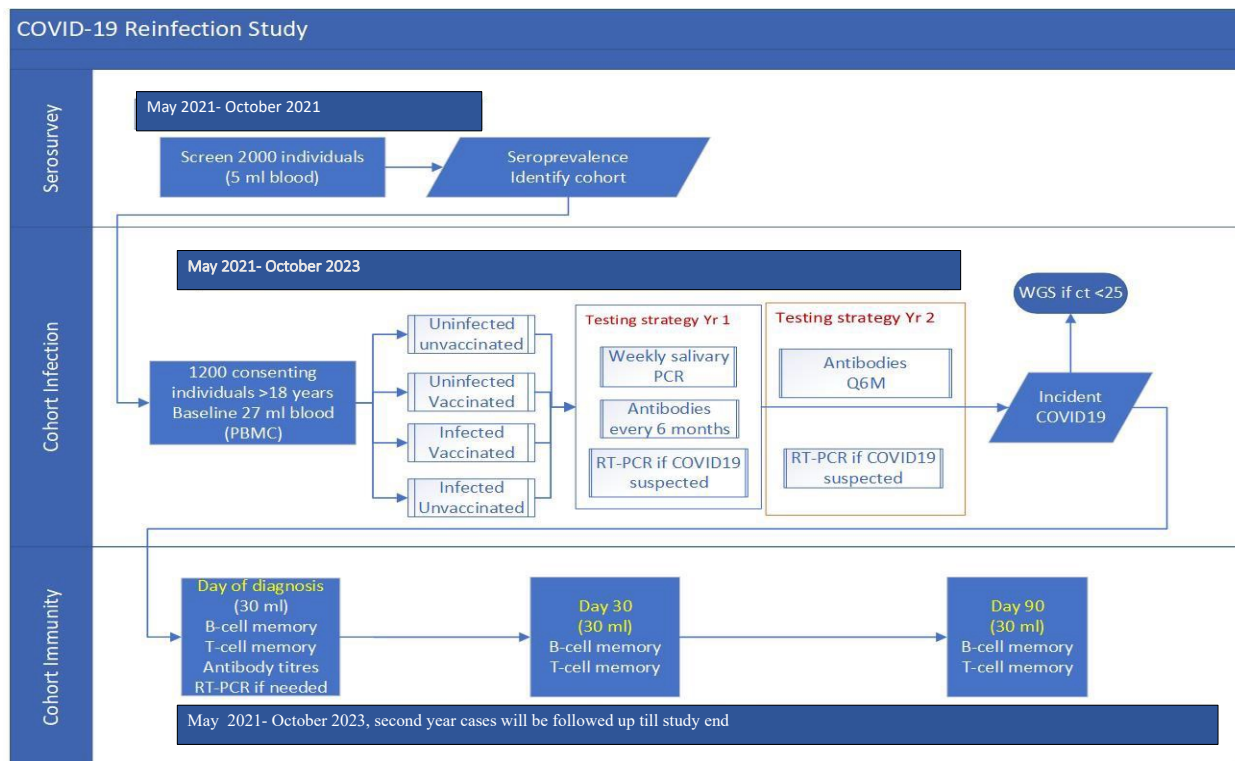 COVID-19 Reinfection Study
Serosurvey
May 2021- October 2021
Screen 2000 individuals
(5 ml blood)
Seroprevalence
Identify cohort
Cohort Infection
May 2021- October 2023
1200 consenting
individuals >18 years
Baseline 27 ml blood
(PBMC)
Uninfected
unvaccinated
Uninfected
Vaccinated
Infected
Vaccinated
Infected
Unvaccinated
Testing strategy Yr 1
Weekly salivary
PCR
Antibodies
every 6 months
RT-PCR if COVID19
suspected
Testing strategy Yr 2
Antibodies
Q6M
RT-PCR if COVID19
suspected
WGS if ct <25
Incident
COVID19
Cohort Immunity
Day of diagnosis
(30 ml)
B-cell memory
T-cell memory
Antibody titres
RT-PCR if needed
Day 30
(30 ml)
B-cell memory
T-cell memory
Day 90
(30 ml)
B-cell memory
T-cell memory
May 2021- October 2023, second year cases will be followed up till study end